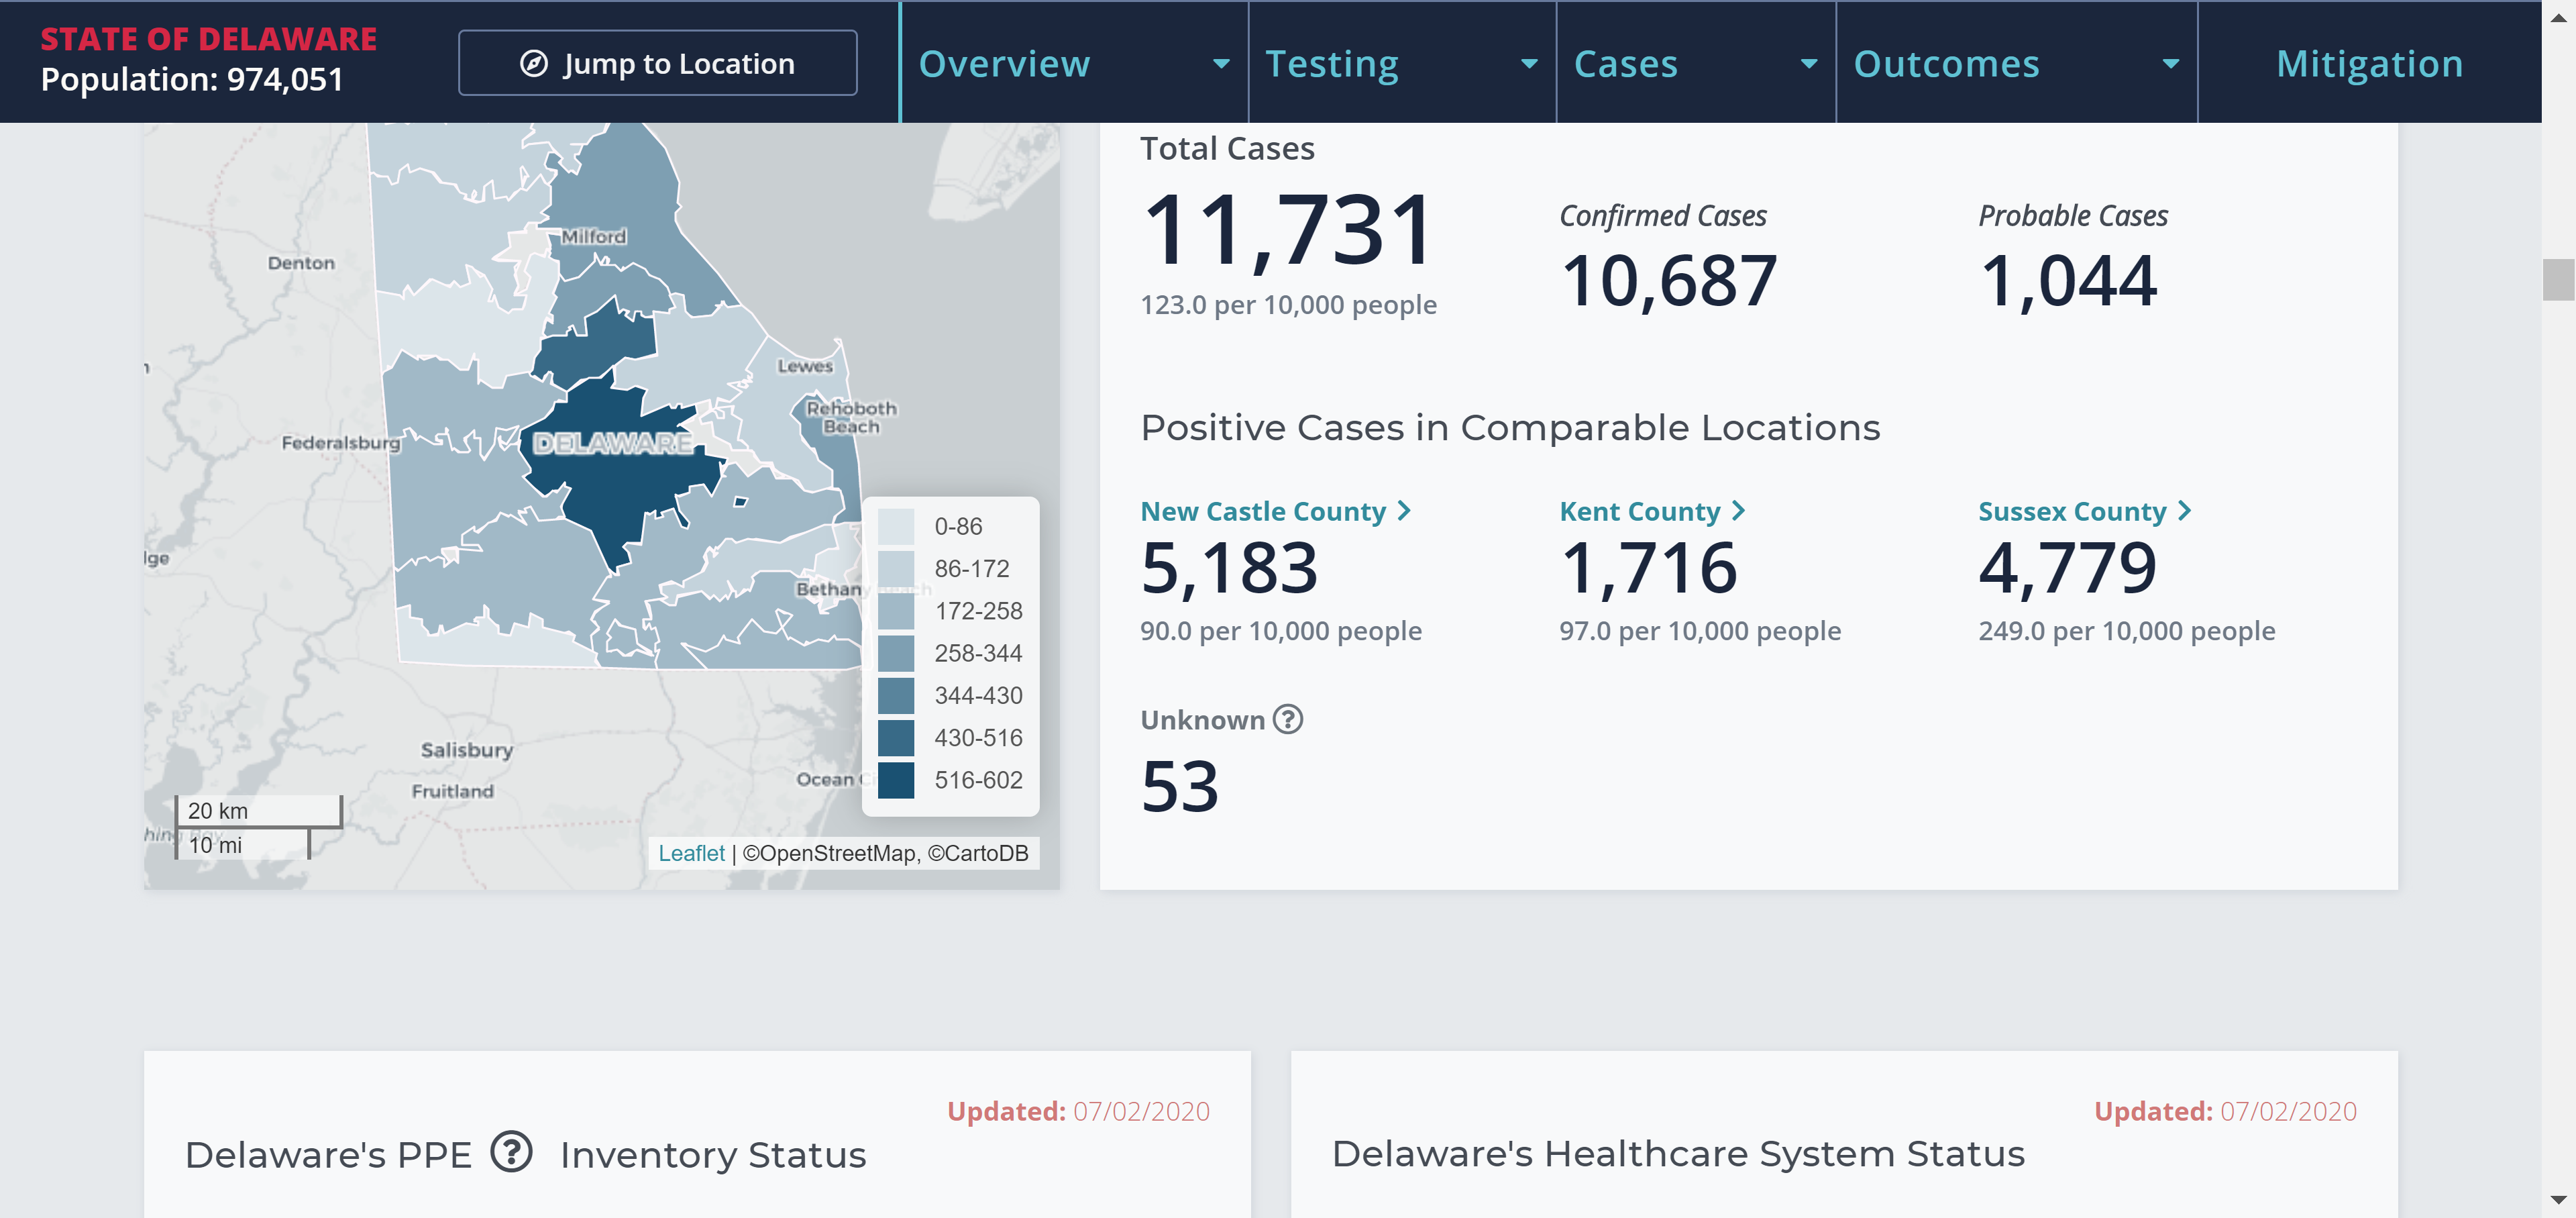 STATE OF DELAWARE
Population: 974,051
Jump to Location
Overview
Testing
Cases
Outcomes
Mitigation
Milford
Denton
Lewes
Rehoboth
Beach
Federalsburg
DELAWARE
lge
Bethany
Salisbury
Fruitland
Ocean
0-86
86-172
172-258
258-344
344-430
430-516
516-602
20 km
10 mi
Leaflet | ©OpenStreetMap, ©CartoDB
Total Cases
11,731
123.0 per 10,000 people
Confirmed Cases
10,687
Probable Cases
1,044
Positive Cases in Comparable Locations
New Castle County
5,183
90.0 per 10,000 people
Kent County
1,716
97.0 per 10,000 people
Sussex County
4,779
249.0 per 10,000 people
Unknown ?
53
Updated: 07/02/2020
Delaware's PPE ? Inventory Status
Updated: 07/02/2020
Delaware's Healthcare System Status